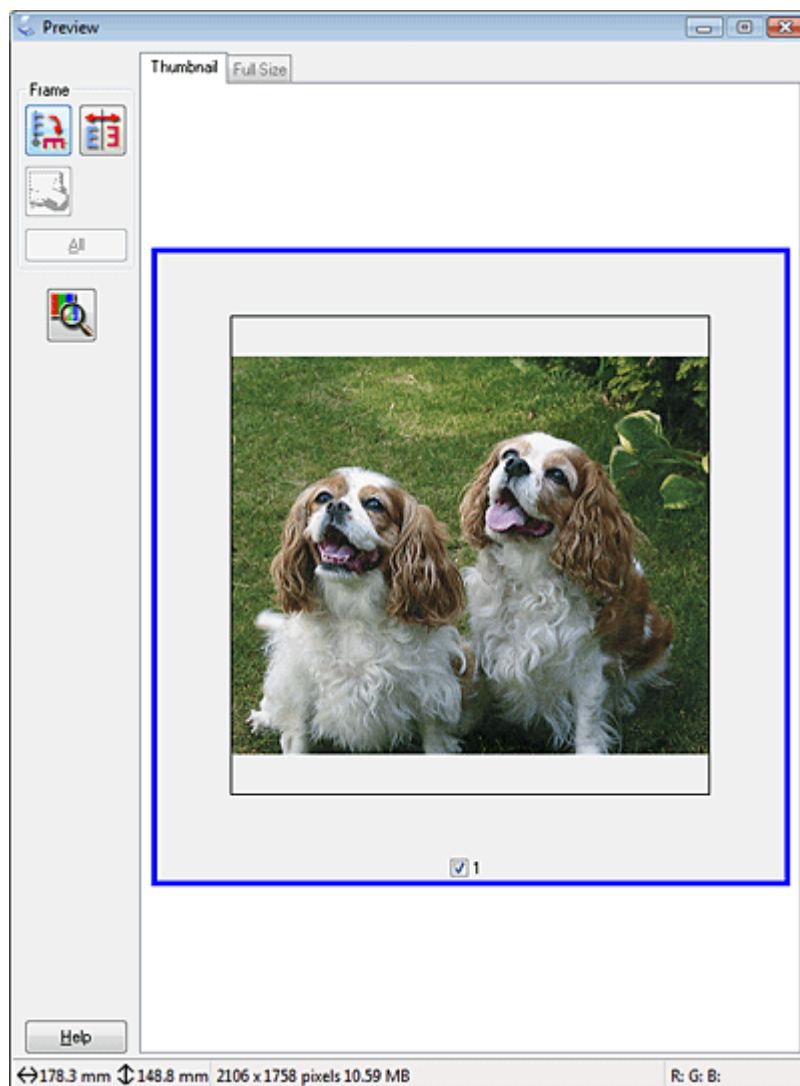 Preview
Thumbnail Full Size
Frame
All
1
Help
178.3 mm 148.8 mm 2106 x 1758 pixels 10.59 MB R: G: B: